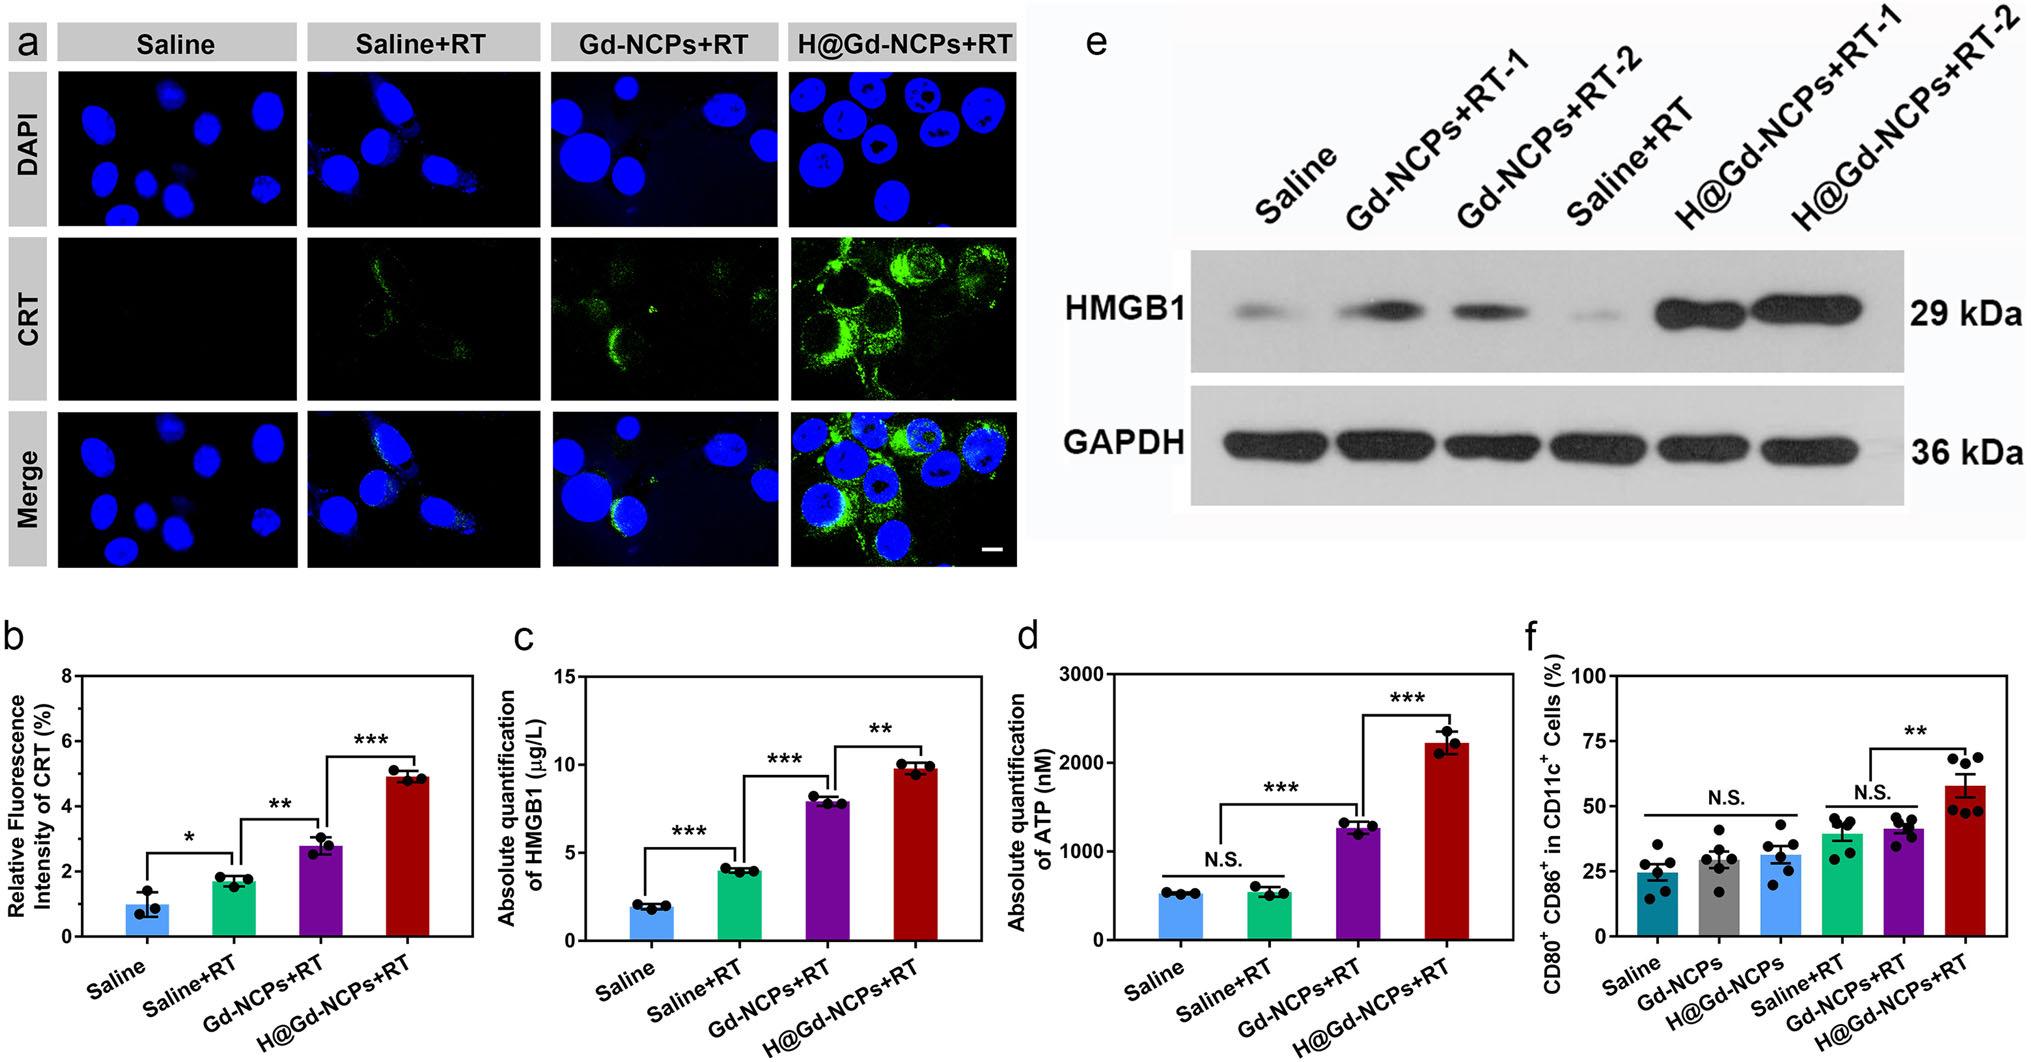 a
Saline
Saline+RT
Gd-NCPs+RT
H@Gd-NCPs+RT
DAPI
CRT
Merge
e
Saline
Gd-NCPs+RT-1
Gd-NCPs+RT-2
Saline+RT
H@Gd-NCPs+RT-1
H@Gd-NCPs+RT-2
HMGB1
29 kDa
GAPDH
36 kDa
b
Relative Fluorescence
Intensity of CRT (%)
8
6
4
2
0
*
**
***
Saline
Saline+RT
Gd-NCPs+RT
H@Gd-NCPs+RT
c
Absolute quantification
of HMGB1 (μg/L)
15
10
5
0
***
***
**
Saline
Saline+RT
Gd-NCPs+RT
H@Gd-NCPs+RT
d
Absolute quantification
of ATP (nM)
3000
2000
1000
0
N.S.
***
***
Saline
Saline+RT
Gd-NCPs+RT
H@Gd-NCPs+RT
f
CD80+ CD86+ in CD11c+ Cells (%)
100
75
50
25
0
N.S.
N.S.
**
Saline
Gd-NCPs
H@Gd-NCPs
Saline+RT
Gd-NCPs+RT
H@Gd-NCPs+RT